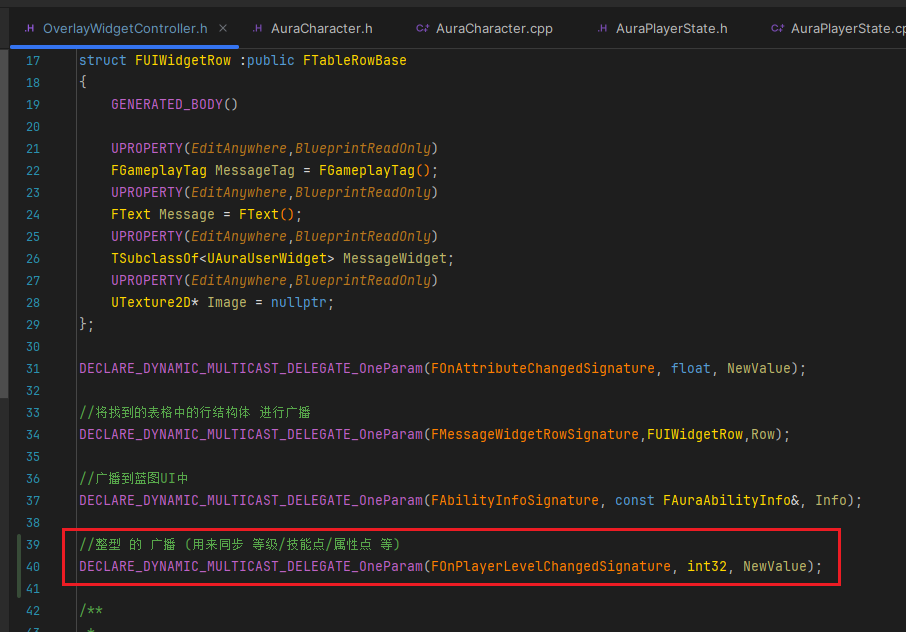 OverlayWidgetController.h
AuraCharacter.h
AuraCharacter.cpp
AuraPlayerState.h
AuraPlayerState.cp
17 struct FUIWidgetRow :public FTableRowBase
18 {
19 GENERATED_BODY()
20
21 UPROPERTY(EditAnywhere,BlueprintReadOnly)
22 FGameplayTag MessageTag = FGameplayTag();
23 UPROPERTY(EditAnywhere,BlueprintReadOnly)
24 FText Message = FText();
25 UPROPERTY(EditAnywhere,BlueprintReadOnly)
26 TSubclassOf<UAuraUserWidget> MessageWidget;
27 UPROPERTY(EditAnywhere,BlueprintReadOnly)
28 UTexture2D* Image = nullptr;
29 };
30
31 DECLARE_DYNAMIC_MULTICAST_DELEGATE_OneParam(FOnAttributeChangedSignature, float, NewValue);
32
33 //将找到的表格中的行结构体 进行广播
34 DECLARE_DYNAMIC_MULTICAST_DELEGATE_OneParam(FMessageWidgetRowSignature,FUIWidgetRow,Row);
35
36 //广播到蓝图UI中
37 DECLARE_DYNAMIC_MULTICAST_DELEGATE_OneParam(FAbilityInfoSignature, const FAuraAbilityInfo&, Info);
38
39 //整型 的 广播 (用来同步 等级/技能点/属性点 等)
40 DECLARE_DYNAMIC_MULTICAST_DELEGATE_OneParam(FOnPlayerLevelChangedSignature, int32, NewValue);
41
42 /**
43 *